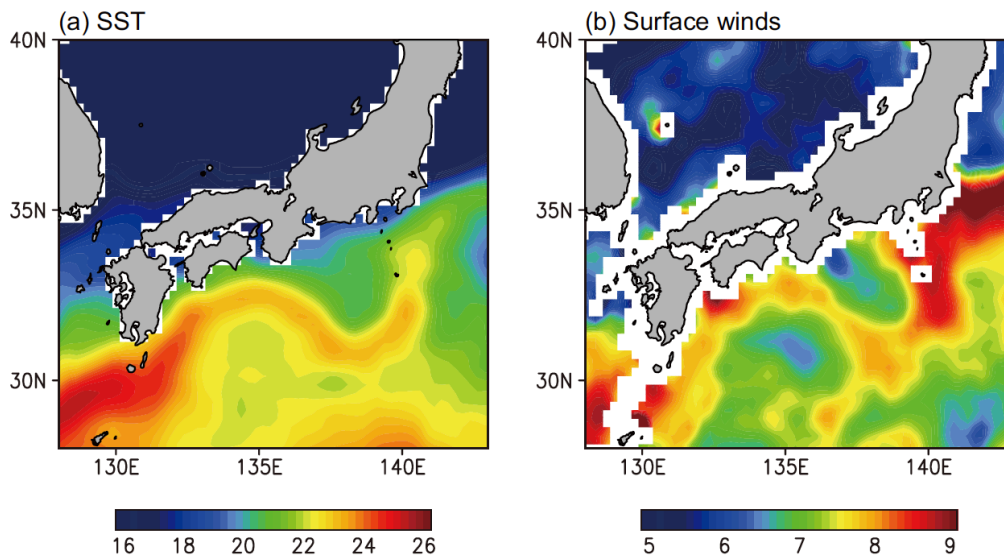 (a) SST
(b) Surface winds
40N
35N
30N
130E 135E 140E
40N
35N
30N
130E 135E 140E
16 18 20 22 24 26
5 6 7 8 9